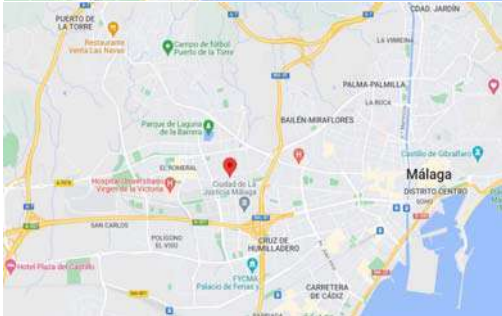 PUERTO DE
LA TORRE
CDAD. JARDÍN
A-7
A-7
Restaurante
Venta Las Navas
Campo de fútbol
Puerto de la Torre
LA VIRREINA
PALMA-PALMILLA
LA ROCA
Parque de Laguna
de la Barrera
BAILÉN-MIRAFLORES
Castillo de Gibralfaro
EL ROMERAL
Málaga
Hospital Universitario
Virgen de la Victoria
Ciudad de La
Justicia Málaga
DISTRITO CENTRO
SOHO
SAN CARLOS
POLÍGONO
EL VISO
CRUZ DE
HUMILLADERO
Hotel Plaza del Castillo
FYCMA
Palacio de Ferias y
CARRETERA
DE CÁDIZ